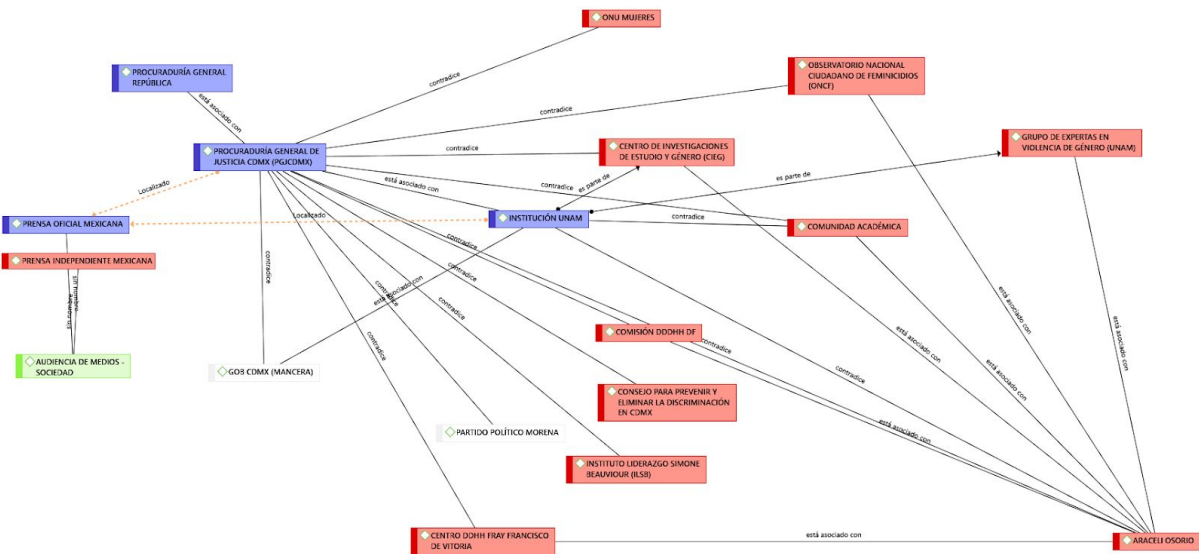 ONU MUJERES
contradice
PROCURADURÍA GENERAL
REPÚBLICA
OBSERVATORIO NACIONAL
CIUDADANO DE FEMINICIDIOS
(ONCF)
está asociado con
contradice
PROCURADURÍA GENERAL DE
JUSTICIA CDMX (PGJCDMX)
contradice
CENTRO DE INVESTIGACIONES
DE ESTUDIO Y GÉNERO (CIEG)
GRUPO DE EXPERTAS EN
VIOLENCIA DE GÉNERO (UNAM)
Localizado
está asociado con
es parte de
contradice
es parte de
PRENSA OFICIAL MEXICANA
Localizado
INSTITUCIÓN UNAM
contradice
COMUNIDAD ACADÉMICA
PRENSA INDEPENDIENTE MEXICANA
contradice
contradice
contradice
sin nombre
sin nombre
está asociado con
contradice
contradice
contradice
está asociado con
está asociado con
está asociado con
COMISIÓN DDDHH DF
contradice
contradice
AUDIENCIA DE MEDIOS -
SOCIEDAD
GOB CDMX (MANCERA)
contradice
está asociado con
CONSEJO PARA PREVENIR Y
ELIMINAR LA DISCRIMINACIÓN
EN CDMX
PARTIDO POLÍTICO MORENA
está asociado con
INSTITUTO LIDERAZGO SIMONE
BEAUVIOUR (ILSB)
CENTRO DDHH FRAY FRANCISCO
DE VITORIA
está asociado con
ARACELI OSORIO